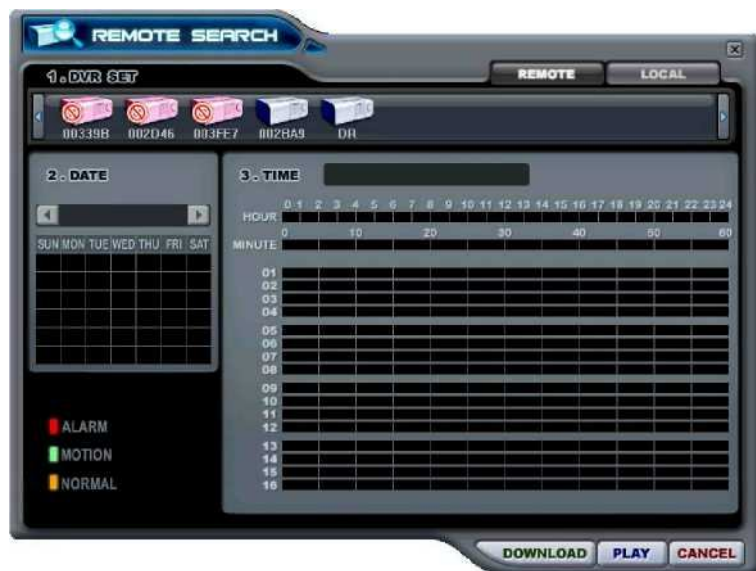 REMOTE SEARCH
1. DVR SET
REMOTE LOCAL
00339B 002D46 003FE7 002BA9 DR
2. DATE
SUN MON TUE WED THU FRI SAT
3. TIME
0 1 2 3 4 5 6 7 8 9 10 11 12 13 14 15 16 17 18 19 20 21 22 23 24
HOUR
0 10 20 30 40 50 60
MINUTE
01
02
03
04
05
06
07
08
09
10
11
12
13
14
15
16
ALARM
MOTION
NORMAL
DOWNLOAD PLAY CANCEL